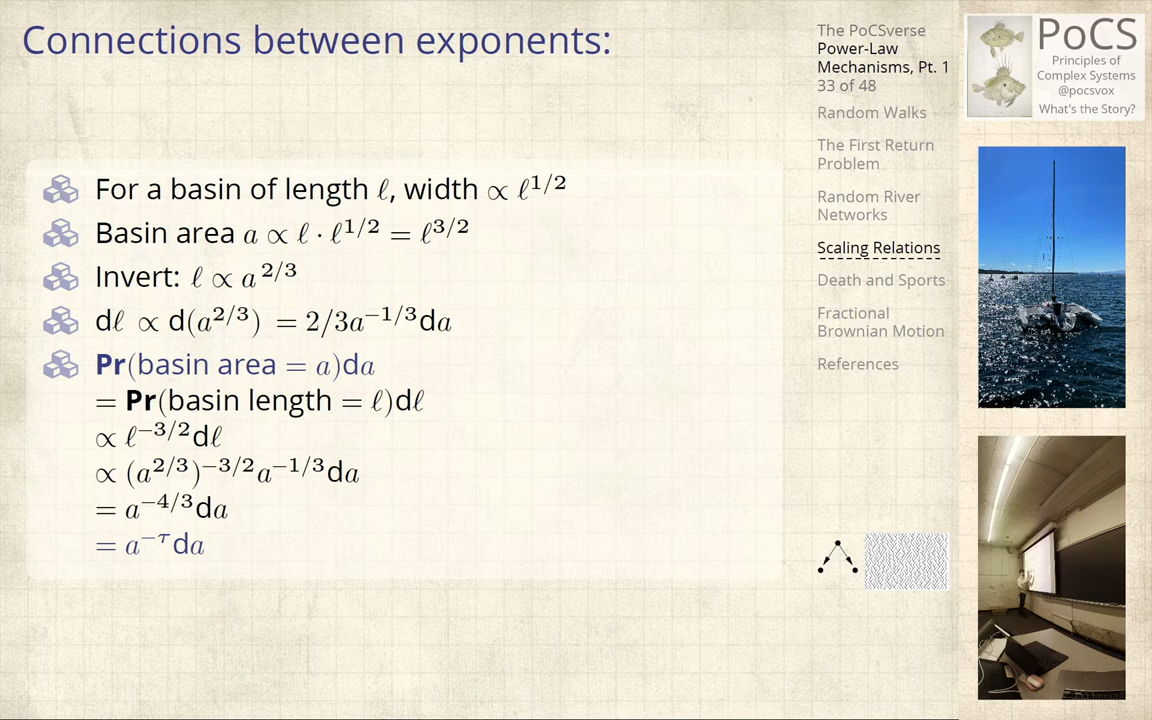 Connections between exponents:
For a basin of length ℓ, width ∝ ℓ^{1/2}
Basin area a ∝ ℓ · ℓ^{1/2} = ℓ^{3/2}
Invert: ℓ ∝ a^{2/3}
dℓ ∝ d(a^{2/3}) = 2/3a^{−1/3}da
Pr(basin area = a)da
= Pr(basin length = ℓ)dℓ
∝ ℓ^{−3/2}dℓ
∝ (a^{2/3})^{−3/2}a^{−1/3}da
= a^{−4/3}da
= a^{−τ}da
The PoCSverse
Power-Law
Mechanisms, Pt. 1
33 of 48
Random Walks
The First Return
Problem
Random River
Networks
Scaling Relations
Death and Sports
Fractional
Brownian Motion
References
PoCS
Principles of
Complex Systems
@pocsvox
What's the Story?